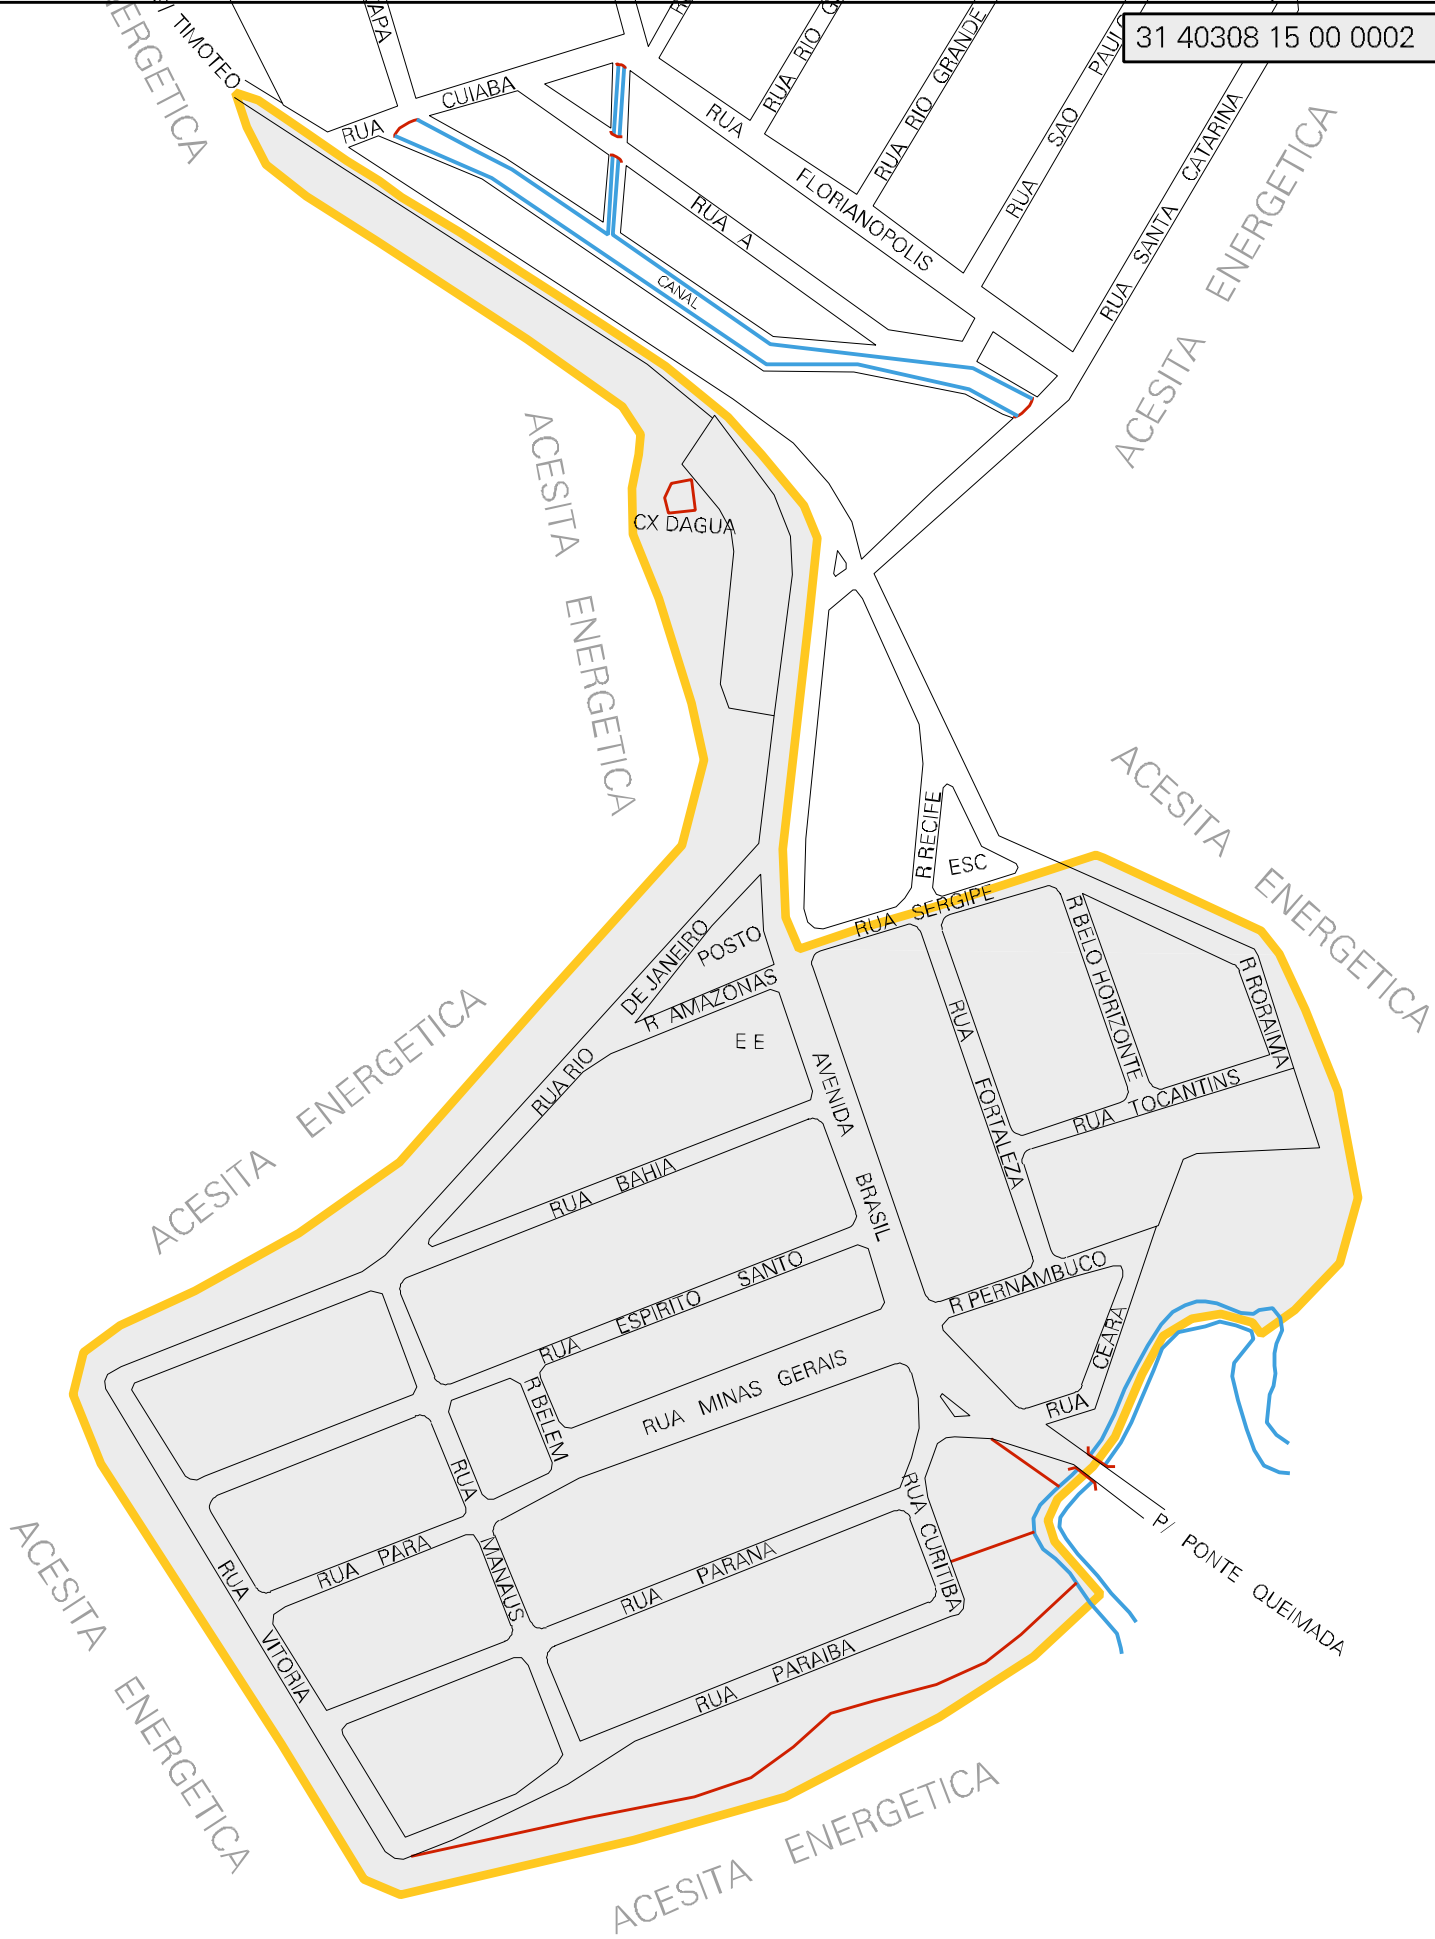 31 40308 15 00 0002
TIMOTEO
RUA CUIABA
RUA RIO GRANDE
RUA SAO
RUA SANTA CATARINA
RUA FLORIANOPOLIS
RUA A
CANAL
ACESITA ENERGETICA
ACESITA ENERGETICA
CX DAGUA
ACESITA ENERGETICA
R RECIFE
ESC
RUA SERGIPE
POSTO
RUA RIO DE JANEIRO
R AMAZONAS
E E
R BELO HORIZONTE
R RORAIMA
RUA TOCANTINS
RUA FORTALEZA
AVENIDA BRASIL
ACESITA ENERGETICA
RUA BAHIA
RUA ESPIRITO SANTO
R PERNAMBUCO
RUA CEARA
R BELEM
RUA MINAS GERAIS
RUA CURITIBA
RUA MANAUS
RUA PARA
RUA PARANA
RUA VITORIA
RUA PARAIBA
P/ PONTE QUEIMADA
ACESITA ENERGETICA
ACESITA ENERGETICA